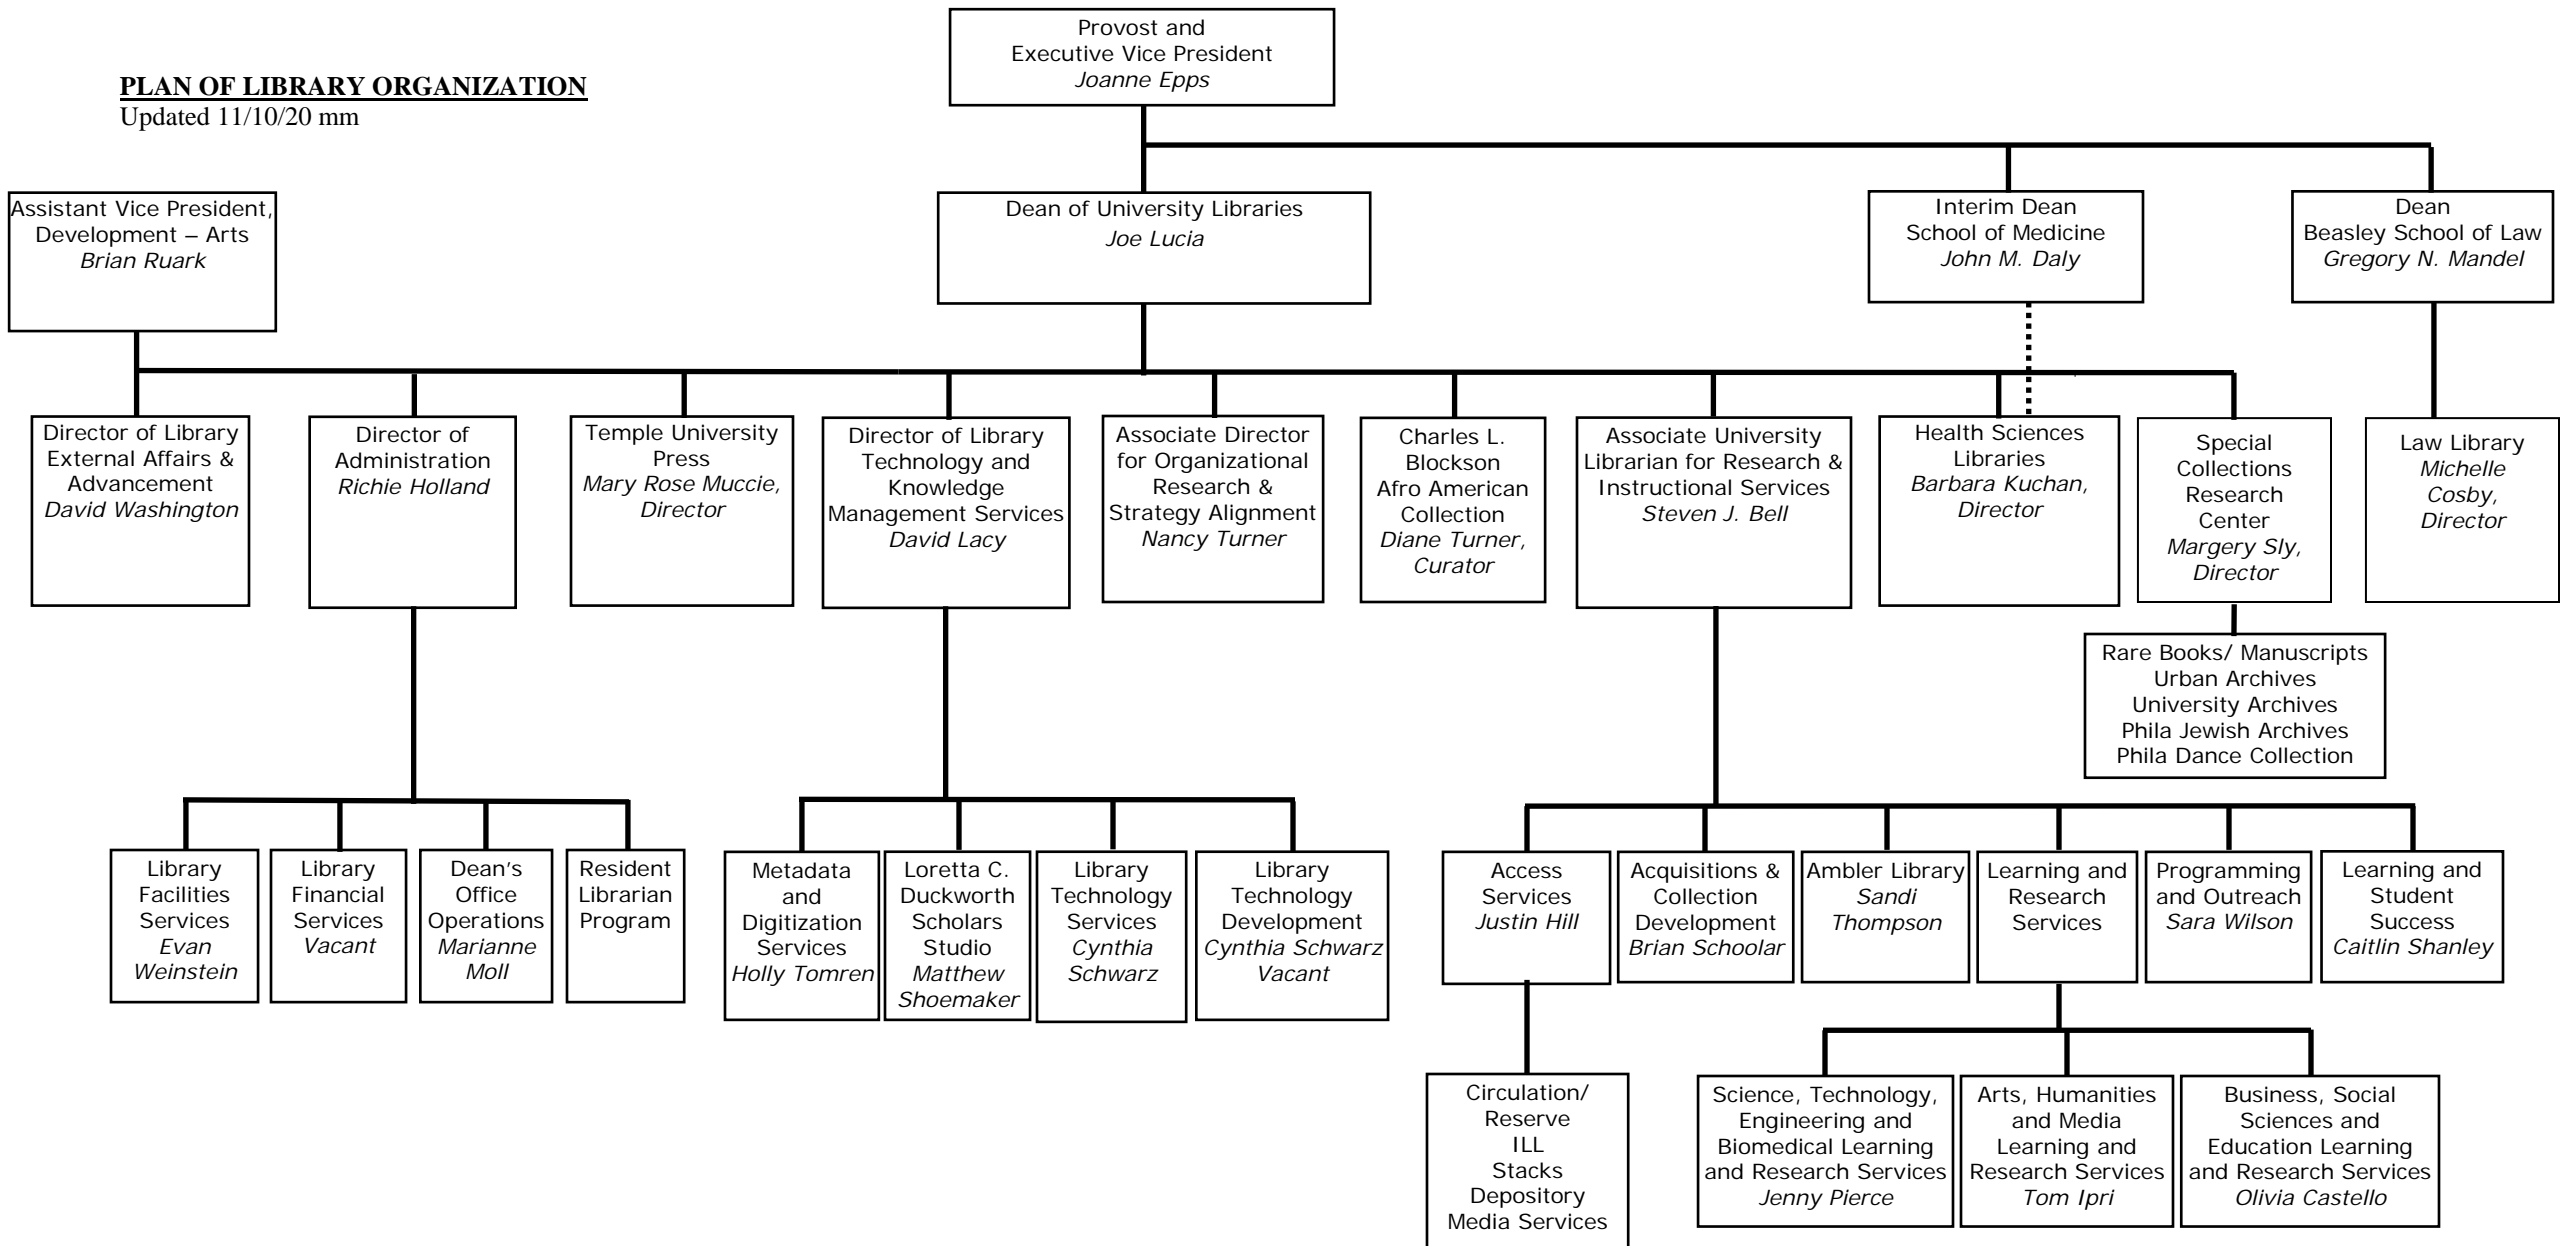 PLAN OF LIBRARY ORGANIZATION
Updated 11/10/20 mm
Provost and
Executive Vice President
Joanne Epps
Assistant Vice President,
Development – Arts
Brian Ruark
Dean of University Libraries
Joe Lucia
Interim Dean
School of Medicine
John M. Daly
Dean
Beasley School of Law
Gregory N. Mandel
Director of Library
External Affairs &
Advancement
David Washington
Director of
Administration
Richie Holland
Temple University
Press
Mary Rose Muccie,
Director
Director of Library
Technology and
Knowledge
Management Services
David Lacy
Associate Director
for Organizational
Research &
Strategy Alignment
Nancy Turner
Charles L.
Blockson
Afro American
Collection
Diane Turner,
Curator
Associate University
Librarian for Research &
Instructional Services
Steven J. Bell
Health Sciences
Libraries
Barbara Kuchan,
Director
Special
Collections
Research
Center
Margery Sly,
Director
Law Library
Michelle
Cosby,
Director
Rare Books/ Manuscripts
Urban Archives
University Archives
Phila Jewish Archives
Phila Dance Collection
Library
Facilities
Services
Evan
Weinstein
Library
Financial
Services
Vacant
Dean’s
Office
Operations
Marianne
Moll
Resident
Librarian
Program
Metadata
and
Digitization
Services
Holly Tomren
Loretta C.
Duckworth
Scholars
Studio
Matthew
Shoemaker
Library
Technology
Services
Cynthia
Schwarz
Library
Technology
Development
Cynthia Schwarz
Vacant
Access
Services
Justin Hill
Acquisitions &
Collection
Development
Brian Schoolar
Ambler Library
Sandi
Thompson
Learning and
Research
Services
Programming
and Outreach
Sara Wilson
Learning and
Student
Success
Caitlin Shanley
Circulation/
Reserve
ILL
Stacks
Depository
Media Services
Science, Technology,
Engineering and
Biomedical Learning
and Research Services
Jenny Pierce
Arts, Humanities
and Media
Learning and
Research Services
Tom Ipri
Business, Social
Sciences and
Education Learning
and Research Services
Olivia Castello